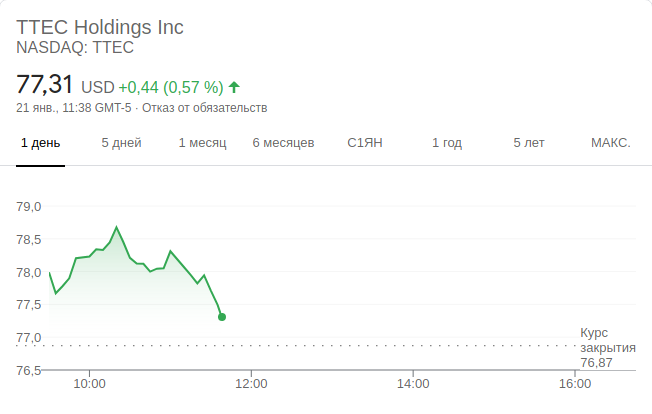 TTEC Holdings Inc
NASDAQ: TTEC
77,31 USD +0,44 (0,57 %)
21 янв., 11:38 GMT-5 · Отказ от обязательств
1 день 5 дней 1 месяц 6 месяцев С1ЯН 1 год 5 лет МАКС.
79,0
78,5
78,0
77,5
77,0
76,5
Курс
закрытия
76,87
10:00 12:00 14:00 16:00